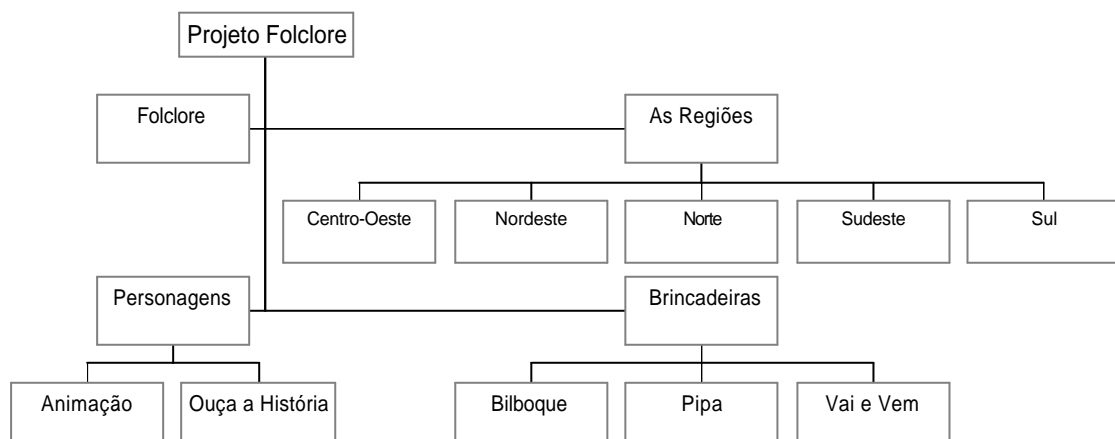 Projeto Folclore
Folclore
As Regiões
Centro-Oeste
Nordeste
Norte
Sudeste
Sul
Personagens
Brincadeiras
Animação
Ouça a História
Bilboque
Pipa
Vai e Vem